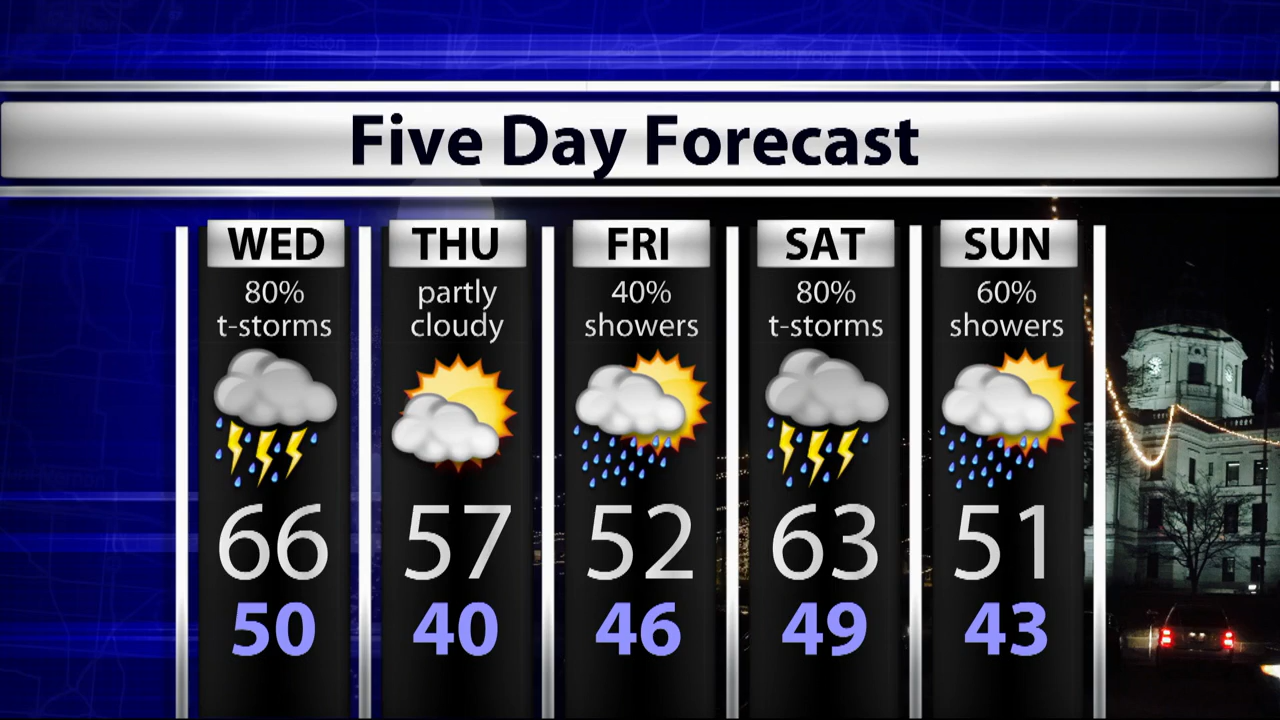 Five Day Forecast
WED
80%
t-storms
66
50
THU
partly
cloudy
57
40
FRI
40%
showers
52
46
SAT
80%
t-storms
63
49
SUN
60%
showers
51
43